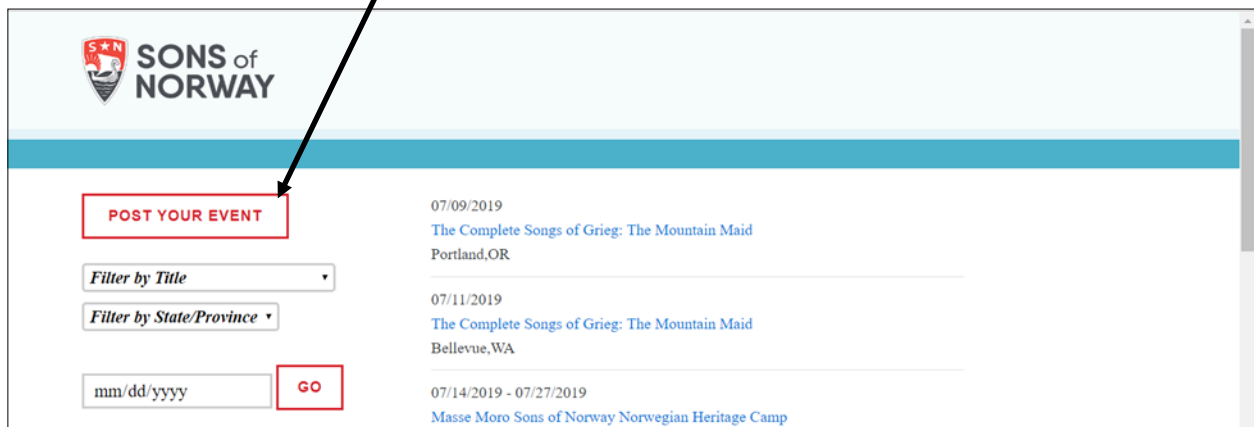 S★N
SONS of
NORWAY
POST YOUR EVENT
Filter by Title
Filter by State/Province
mm/dd/yyyy
GO
07/09/2019
The Complete Songs of Grieg: The Mountain Maid
Portland,OR
07/11/2019
The Complete Songs of Grieg: The Mountain Maid
Bellevue,WA
07/14/2019 - 07/27/2019
Masse Moro Sons of Norway Norwegian Heritage Camp